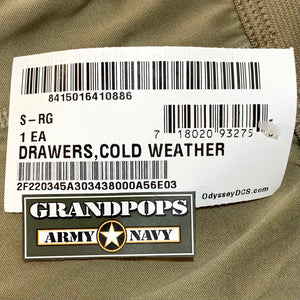 8415016410886
S-RG
1 EA
7 18020 93275
DRAWERS,COLD WEATHER
2F220345A303438000A56E03
OdysseyDCS.com
GRANDPOPS
ARMY NAVY